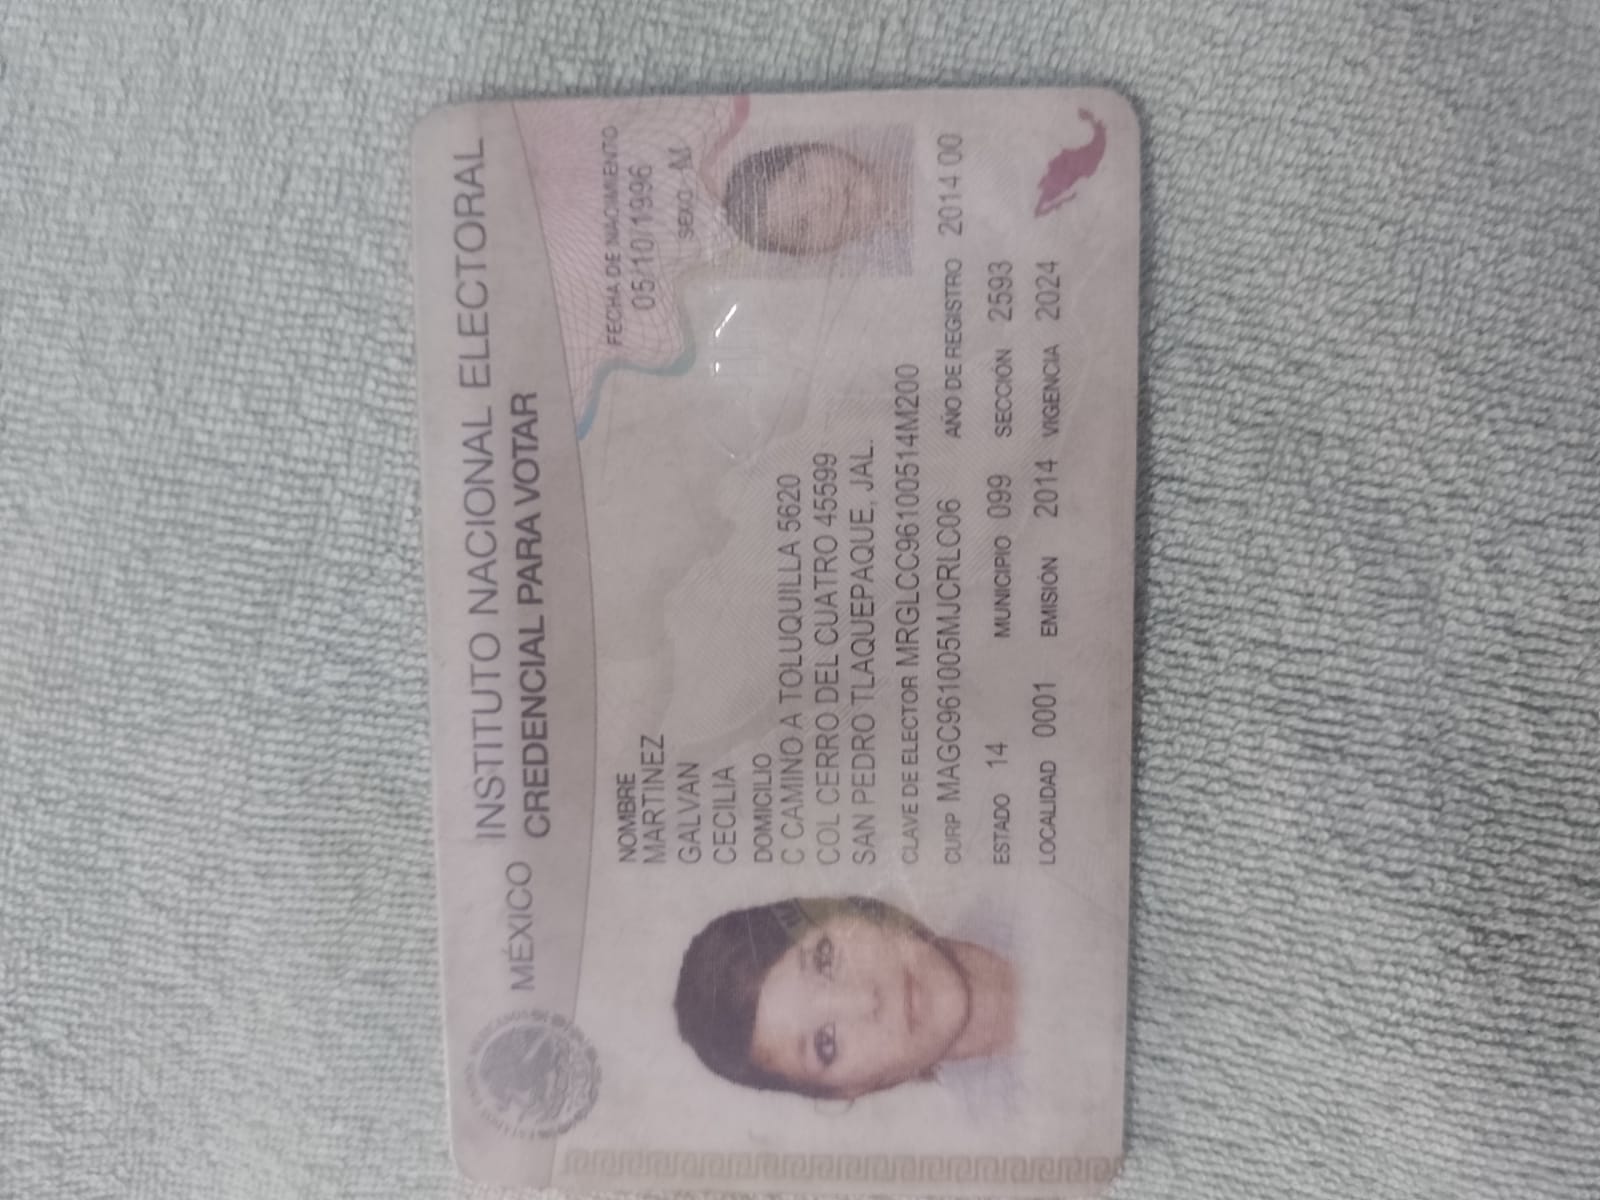 MÉXICO INSTITUTO NACIONAL ELECTORAL
CREDENCIAL PARA VOTAR
NOMBRE
MARTINEZ
GALVAN
CECILIA
FECHA DE NACIMIENTO
05/10/1996
SEXO M
DOMICILIO
C CAMINO A TOLUQUILLA 5620
COL CERRO DEL CUATRO 45599
SAN PEDRO TLAQUEPAQUE, JAL.
CLAVE DE ELECTOR MRGLCC96100514M200
CURP MAGC961005MJCRLC06 AÑO DE REGISTRO 2014 00
ESTADO 14 MUNICIPIO 099 SECCIÓN 2593
LOCALIDAD 0001 EMISIÓN 2014 VIGENCIA 2024